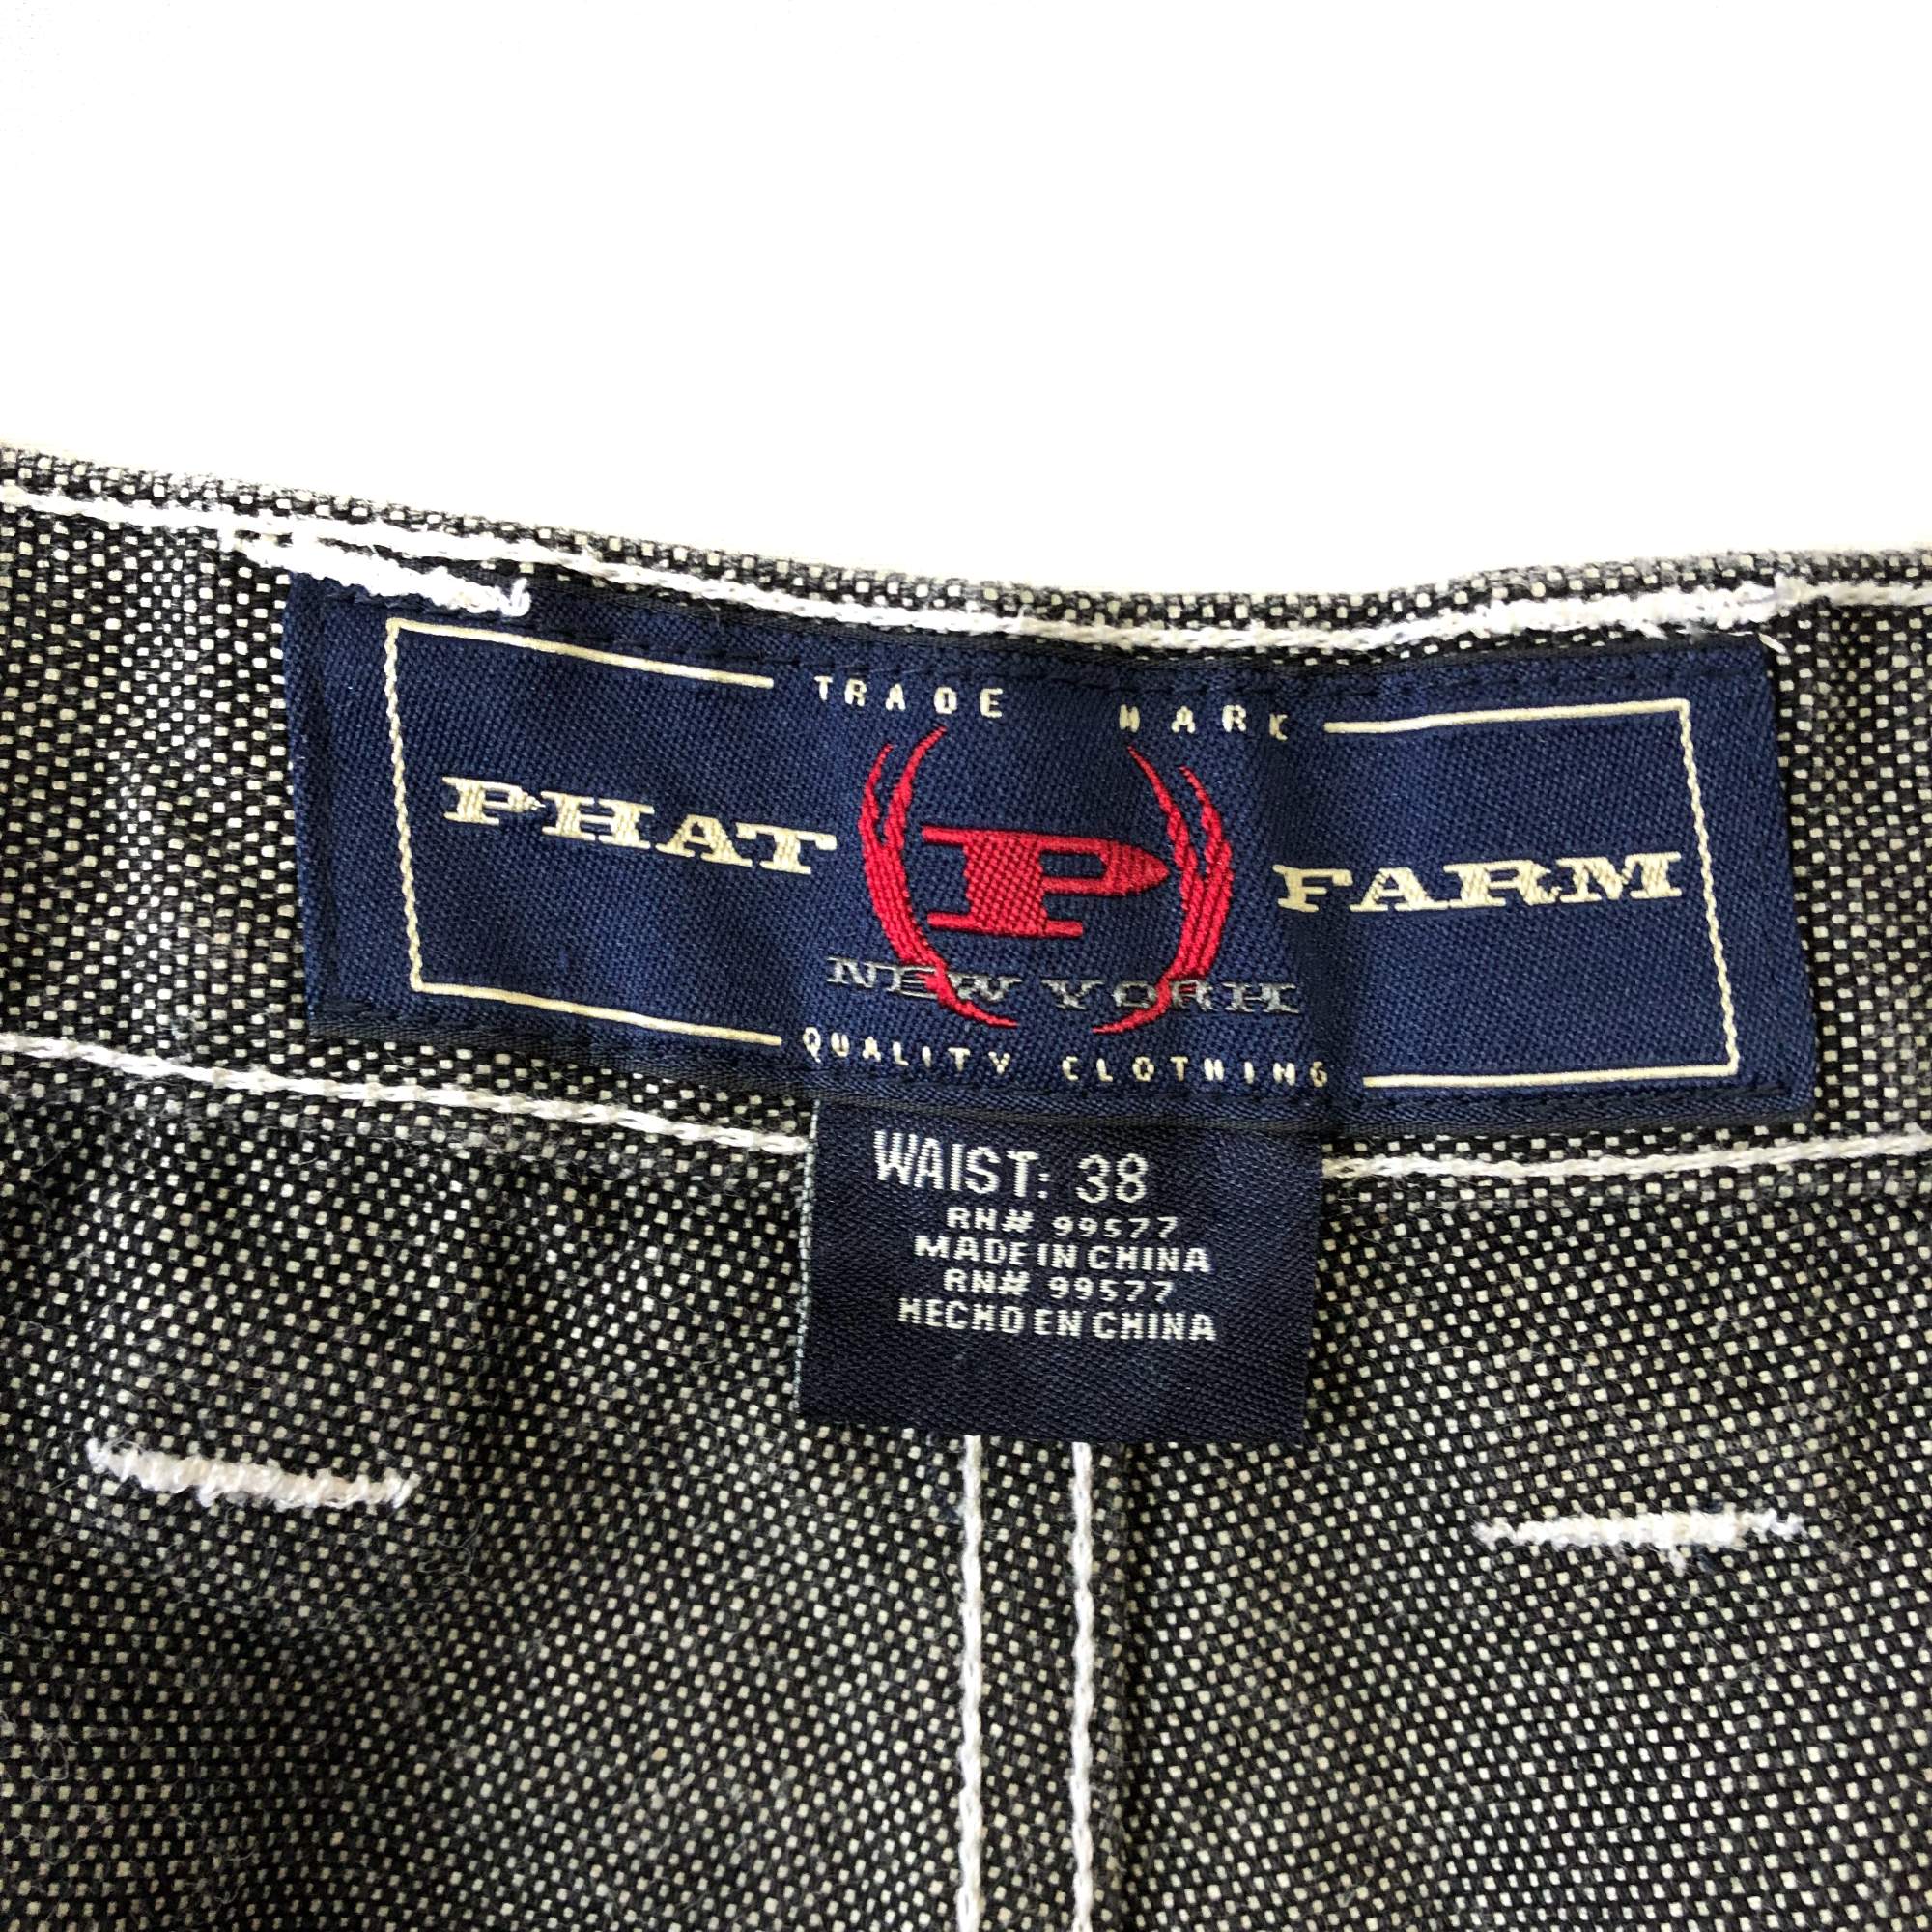 TRADE MARK
PHAT P FARM
NEW YORK
QUALITY CLOTHING
WAIST: 38
RN# 99577
MADE IN CHINA
RN# 99577
HECHO EN CHINA